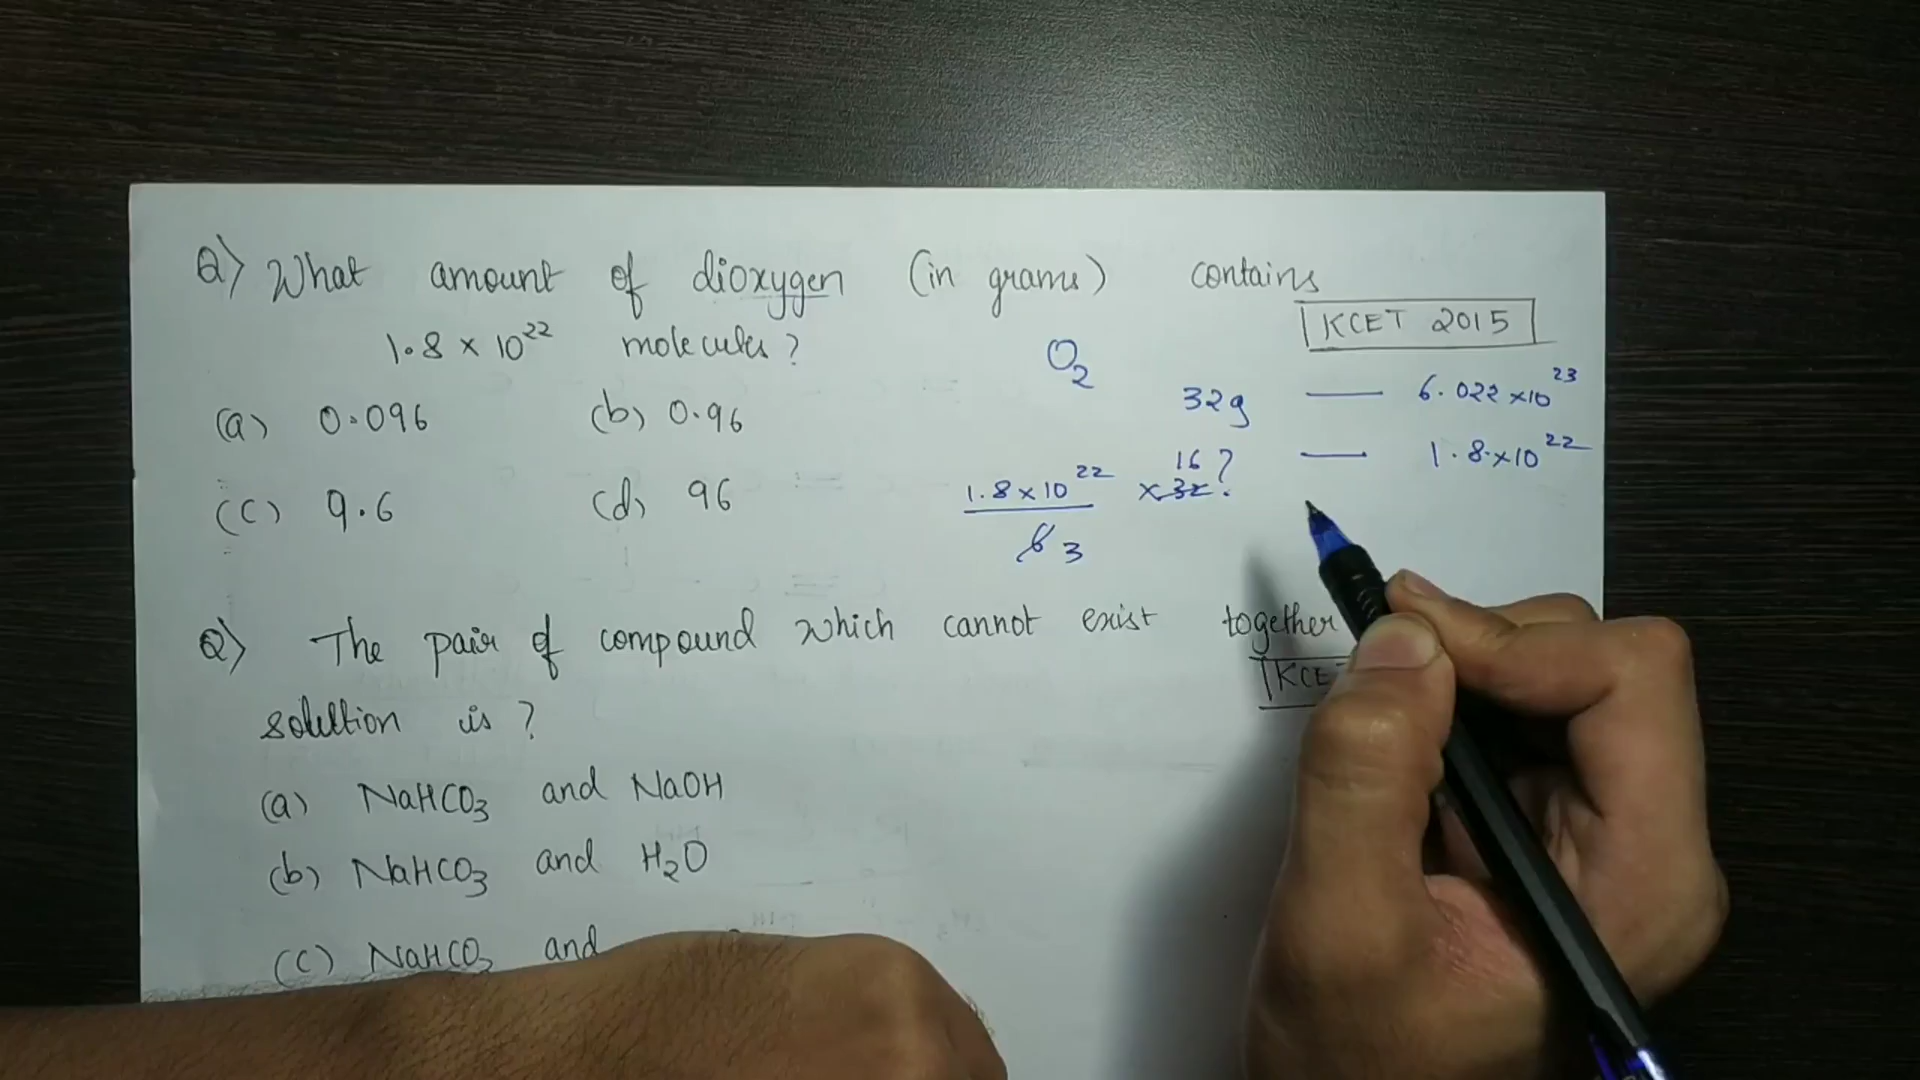 Q) What amount of dioxygen (in grams) contains
KCET 2015
1.8 × 10²² molecules ?
O₂
(a) 0.096 (b) 0.96
32g — 6.022 × 10²³
16 ? — 1.8 × 10²²
(c) 9.6 (d) 96
1.8 × 10²² × 32
6 3
Q) The pair of compound which cannot exist together
solution is ?
(a) NaHCO₃ and NaOH
(b) NaHCO₃ and H₂O
(c) NaHCO₃ and